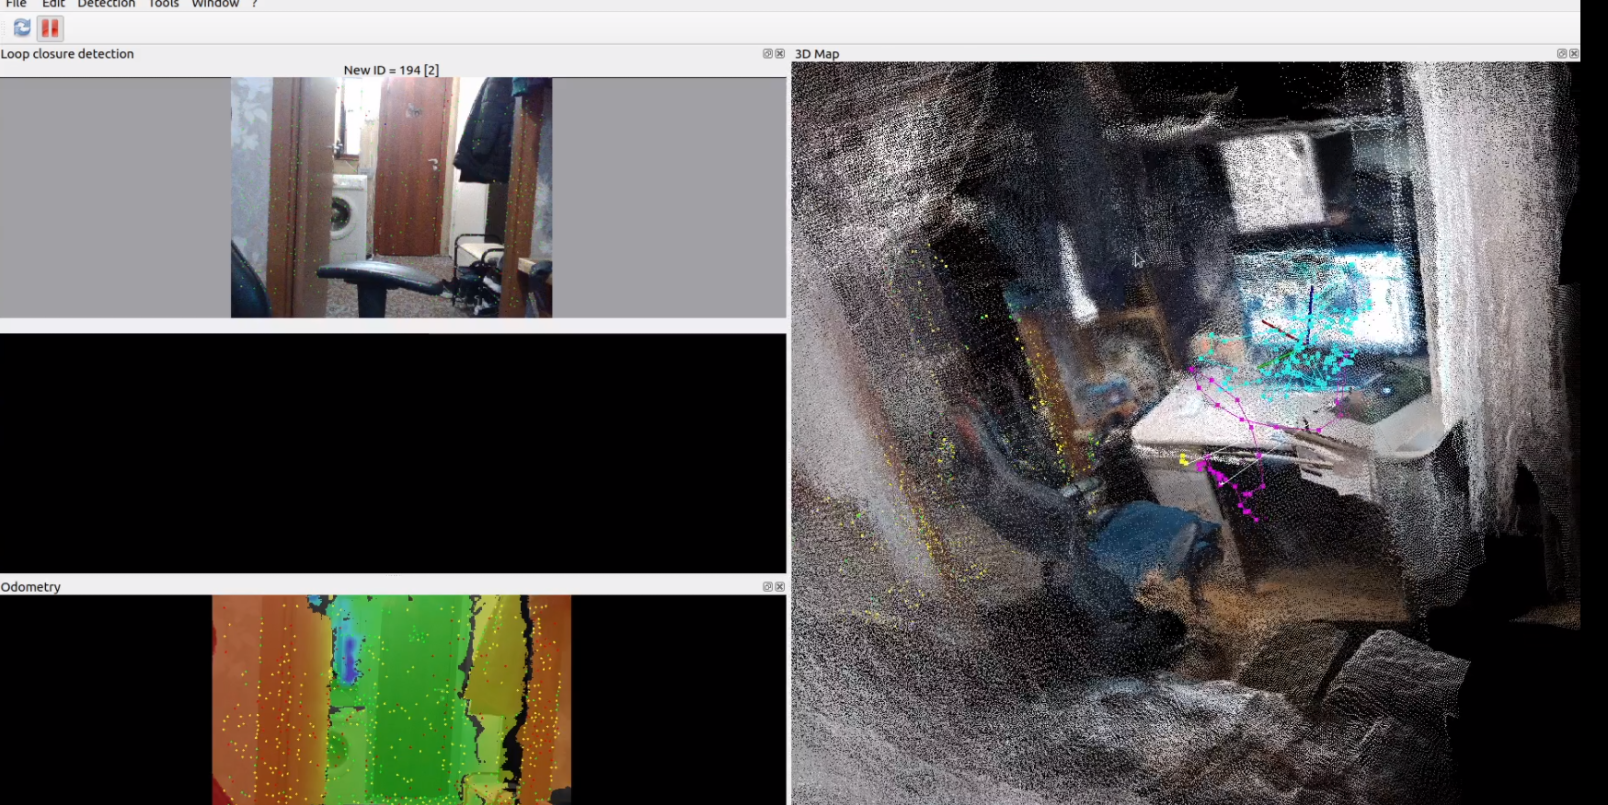 File Edit Detection Tools Window ?
Loop closure detection
New ID = 194 [2]
3D Map
Odometry